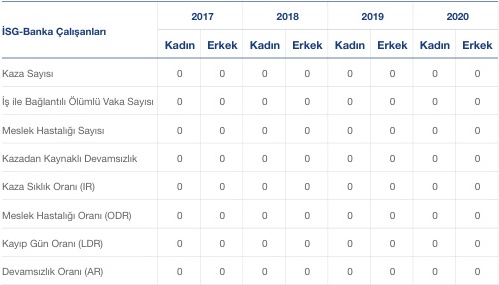 İSG-Banka Çalışanları 2017 2018 2019 2020
Kadın Erkek Kadın Erkek Kadın Erkek Kadın Erkek
Kaza Sayısı 0 0 0 0 0 0 0 0
İş ile Bağlantılı Ölümlü Vaka Sayısı 0 0 0 0 0 0 0 0
Meslek Hastalığı Sayısı 0 0 0 0 0 0 0 0
Kazadan Kaynaklı Devamsızlık 0 0 0 0 0 0 0 0
Kaza Sıklık Oranı (IR) 0 0 0 0 0 0 0 0
Meslek Hastalığı Oranı (ODR) 0 0 0 0 0 0 0 0
Kayıp Gün Oranı (LDR) 0 0 0 0 0 0 0 0
Devamsızlık Oranı (AR) 0 0 0 0 0 0 0 0